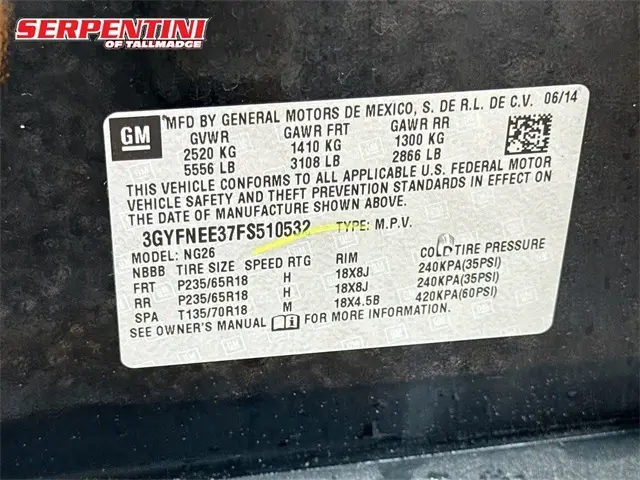 SERPENTINI
OF TALLMADGE
GM
MFD BY GENERAL MOTORS DE MEXICO, S. DE R.L. DE C.V. 06/14
GVWR GAWR FRT GAWR RR
2520 KG 1410 KG 1300 KG
5556 LB 3108 LB 2866 LB
THIS VEHICLE CONFORMS TO ALL APPLICABLE U.S. FEDERAL MOTOR
VEHICLE SAFETY AND THEFT PREVENTION STANDARDS IN EFFECT ON
THE DATE OF MANUFACTURE SHOWN ABOVE.
3GYFNEE37FS510532 TYPE: M.P.V.
MODEL: NG26
NBBB TIRE SIZE SPEED RTG RIM COLD TIRE PRESSURE
FRT P235/65R18 H 18X8J 240KPA(35PSI)
RR P235/65R18 H 18X8J 240KPA(35PSI)
SPA T135/70R18 M 18X4.5B 420KPA(60PSI)
SEE OWNER'S MANUAL FOR MORE INFORMATION.